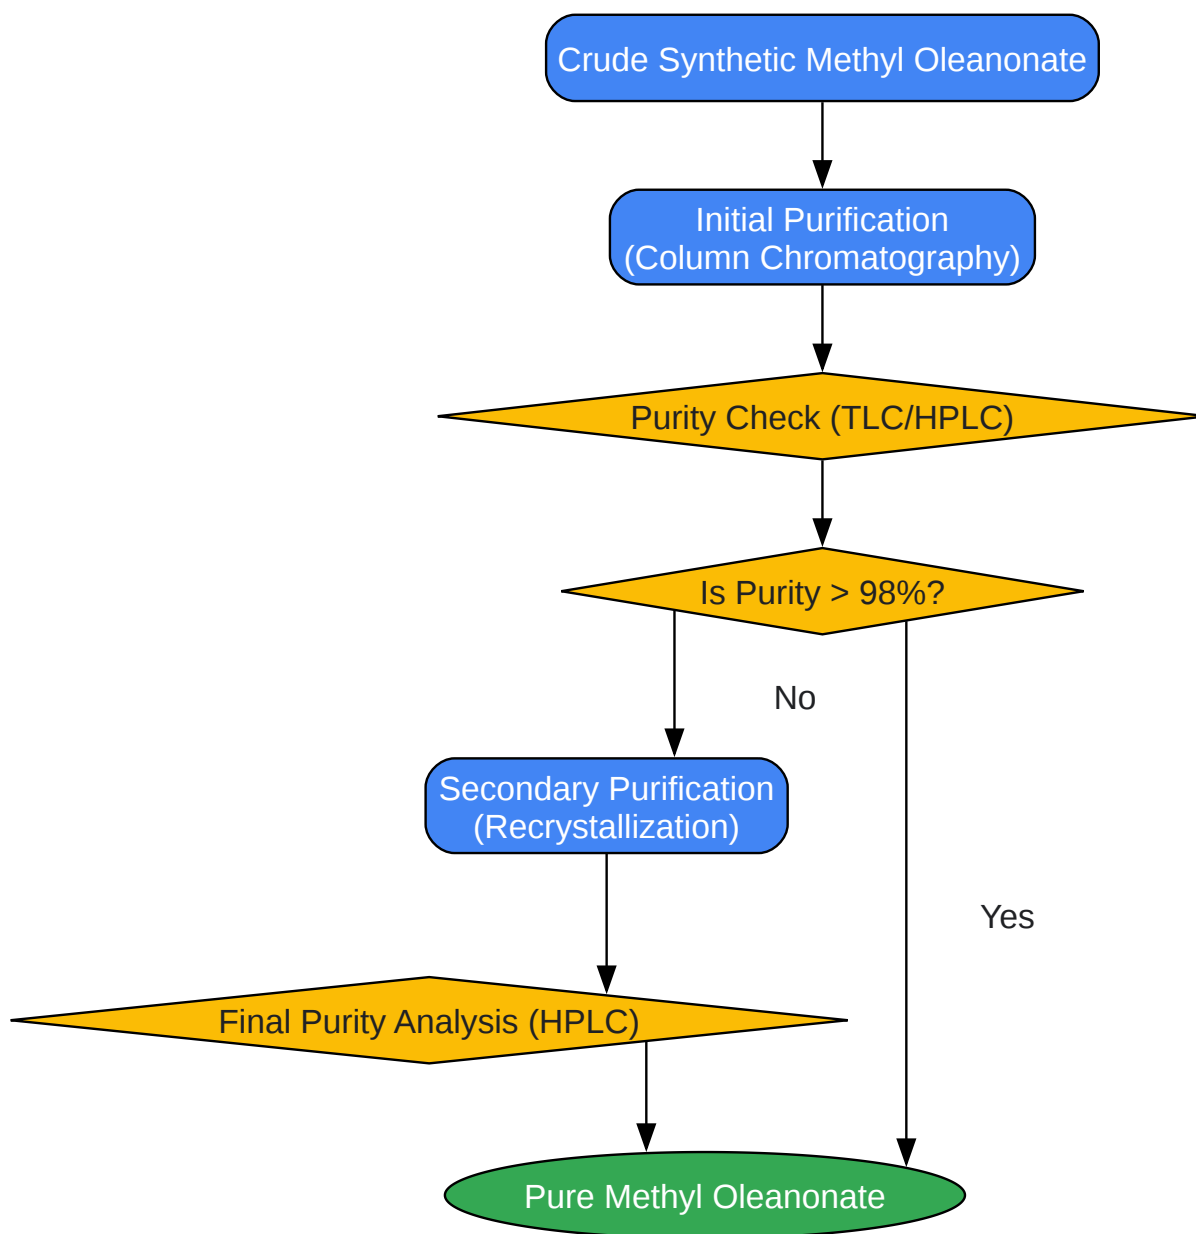 Crude Synthetic Methyl Oleanonate
Initial Purification
(Column Chromatography)
Purity Check (TLC/HPLC)
Is Purity > 98%?
No
Secondary Purification
(Recrystallization)
Yes
Final Purity Analysis (HPLC)
Pure Methyl Oleanonate